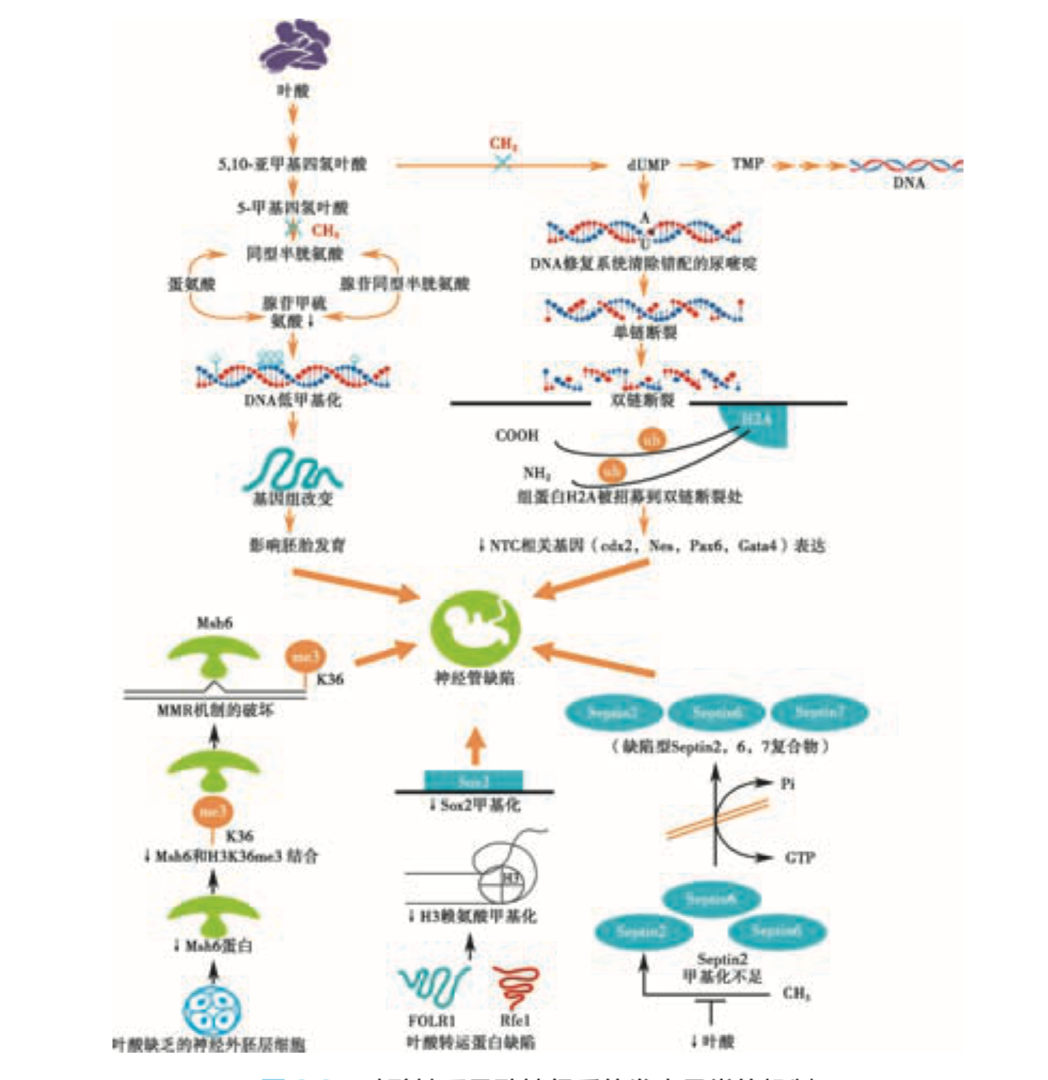 叶酸
5,10-亚甲基四氢叶酸
CH₃
dUMP
TMP
DNA
5-甲基四氢叶酸
CH₃
同型半胱氨酸
蛋氨酸
腺苷同型半胱氨酸
腺苷甲硫
氨酸↓
DNA低甲基化
基因组改变
影响胚胎发育
A
U
DNA修复系统清除错配的尿嘧啶
单链断裂
双链断裂
H2A
COOH
ub
NH₂
ub
组蛋白H2A被招募到双链断裂处
↓NTC相关基因（cdx2，Nes，Pax6，Gata4）表达
神经管缺陷
Msh6
me3
K36
MMR机制的破坏
me3
K36
↓Msh6和H3K36me3 结合
↓Msh6蛋白
叶酸缺乏的神经外胚层细胞
Sox2
↓Sox2甲基化
H3
↓H3赖氨酸甲基化
FOLR1
Rfc1
叶酸转运蛋白缺陷
Septin2
Septin6
Septin7
（缺陷型Septin2，6，7复合物）
Pi
GTP
Septin6
Septin2
Septin6
Septin2
甲基化不足
CH₃
↓叶酸